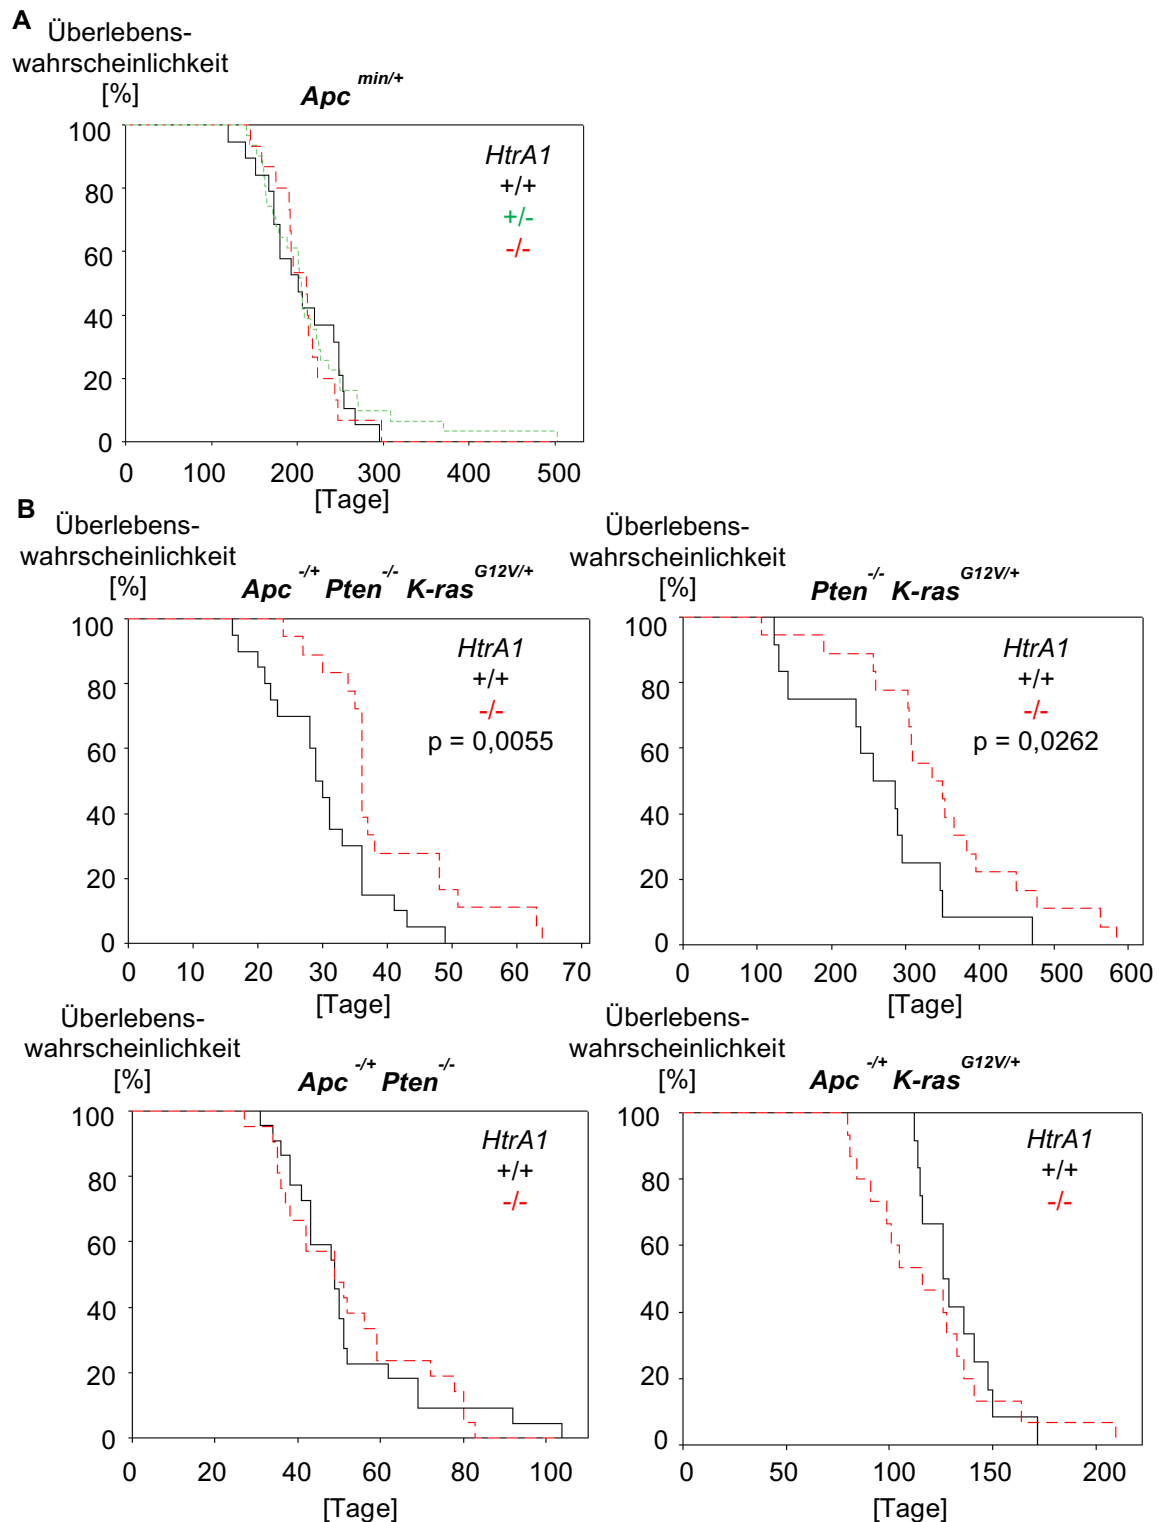 A
Überlebens-
wahrscheinlichkeit
[%]
Apc min/+
HtrA1
+/+
+/-
-/-
100
80
60
40
20
0
0 100 200 300 400 500
[Tage]
B
Überlebens-
wahrscheinlichkeit
[%]
Apc -/+ Pten -/- K-ras G12V/+
HtrA1
+/+
-/-
p = 0,0055
100
80
60
40
20
0
0 10 20 30 40 50 60 70
[Tage]
Überlebens-
wahrscheinlichkeit
[%]
Pten -/- K-ras G12V/+
HtrA1
+/+
-/-
p = 0,0262
100
80
60
40
20
0
0 100 200 300 400 500 600
[Tage]
Überlebens-
wahrscheinlichkeit
[%]
Apc -/+ Pten -/-
HtrA1
+/+
-/-
100
80
60
40
20
0
0 20 40 60 80 100
[Tage]
Überlebens-
wahrscheinlichkeit
[%]
Apc -/+ K-ras G12V/+
HtrA1
+/+
-/-
100
80
60
40
20
0
0 50 100 150 200
[Tage]